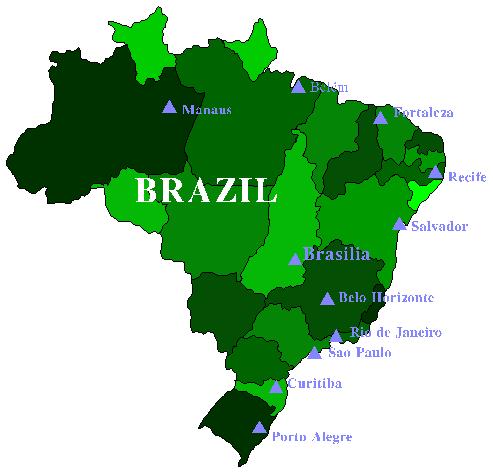 Belém
Manaus
Fortaleza
Recife
BRAZIL
Salvador
Brasilia
Belo Horizonte
Rio de Janeiro
Sao Paulo
Curitiba
Porto Alegre